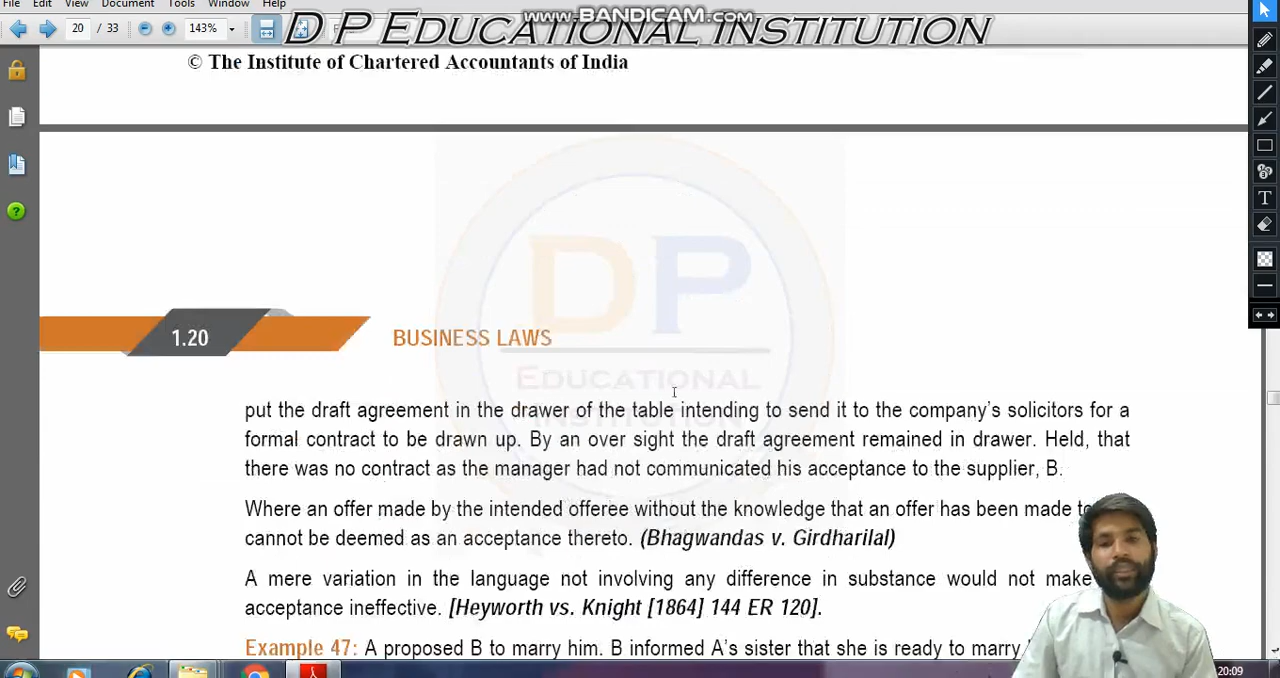 File Edit View Document Tools Window Help
www.BANDICAM.com
D P EDUCATIONAL INSTITUTION
20 / 33 143%
© The Institute of Chartered Accountants of India
DP
EDUCATIONAL
INSTITUTION
1.20 BUSINESS LAWS
put the draft agreement in the drawer of the table intending to send it to the company's solicitors for a
formal contract to be drawn up. By an over sight the draft agreement remained in drawer. Held, that
there was no contract as the manager had not communicated his acceptance to the supplier, B.
Where an offer made by the intended offeree without the knowledge that an offer has been made to
cannot be deemed as an acceptance thereto. (Bhagwandas v. Girdharilal)
A mere variation in the language not involving any difference in substance would not make
acceptance ineffective. [Heyworth vs. Knight [1864] 144 ER 120].
Example 47: A proposed B to marry him. B informed A's sister that she is ready to marry
20:09